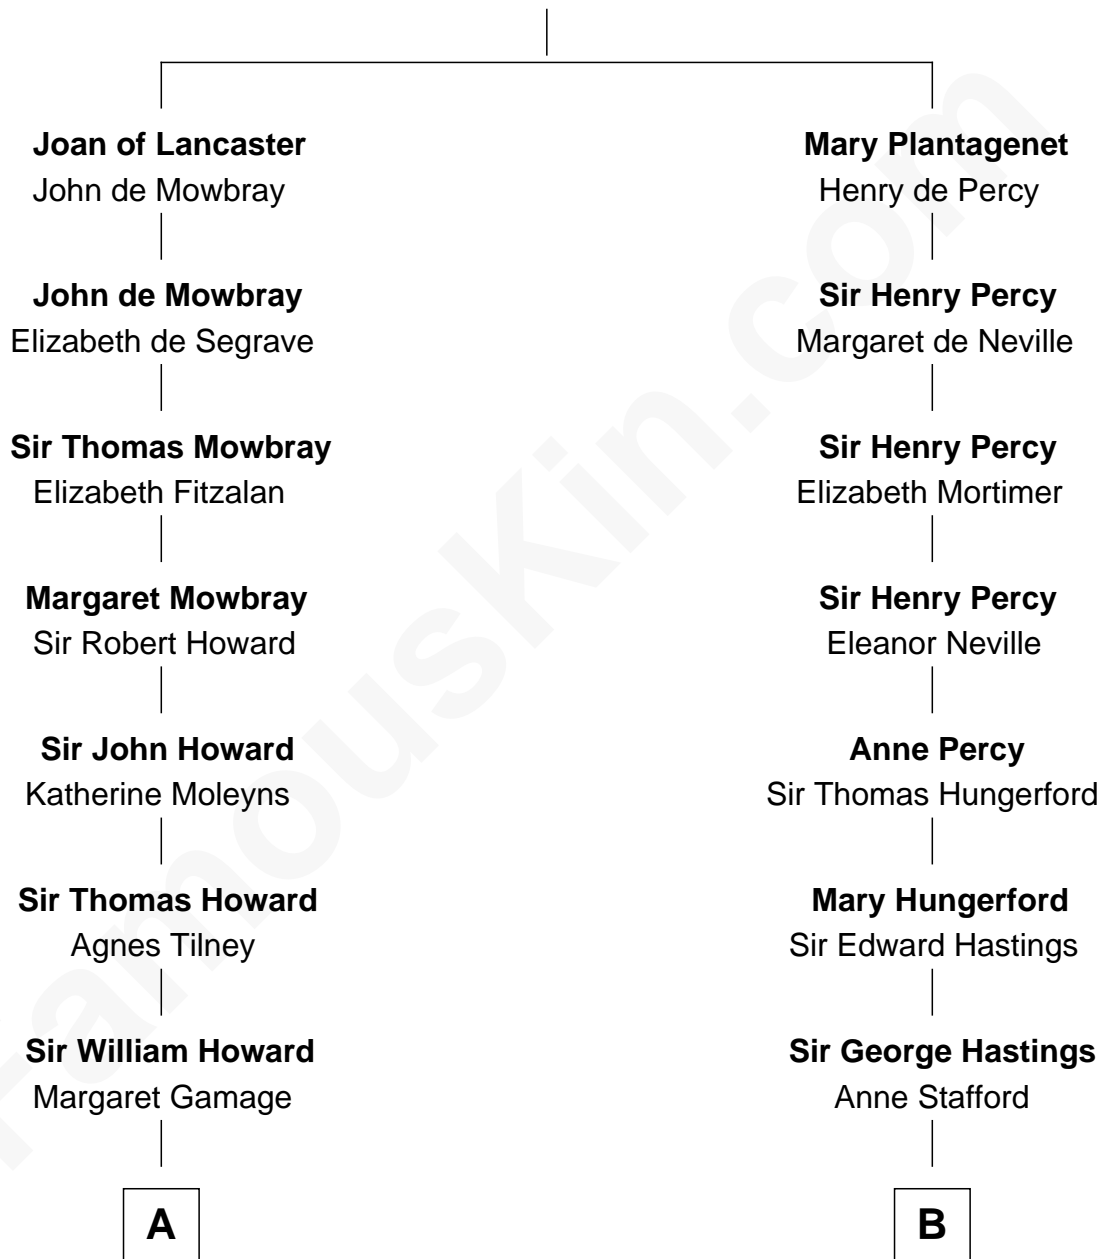 Joan of Lancaster
John de Mowbray
John de Mowbray
Elizabeth de Segrave
Sir Thomas Mowbray
Elizabeth Fitzalan
Margaret Mowbray
Sir Robert Howard
Sir John Howard
Katherine Moleyns
Sir Thomas Howard
Agnes Tilney
Sir William Howard
Margaret Gamage
A
Mary Plantagenet
Henry de Percy
Sir Henry Percy
Margaret de Neville
Sir Henry Percy
Elizabeth Mortimer
Sir Henry Percy
Eleanor Neville
Anne Percy
Sir Thomas Hungerford
Mary Hungerford
Sir Edward Hastings
Sir George Hastings
Anne Stafford
B
FamousKin.com